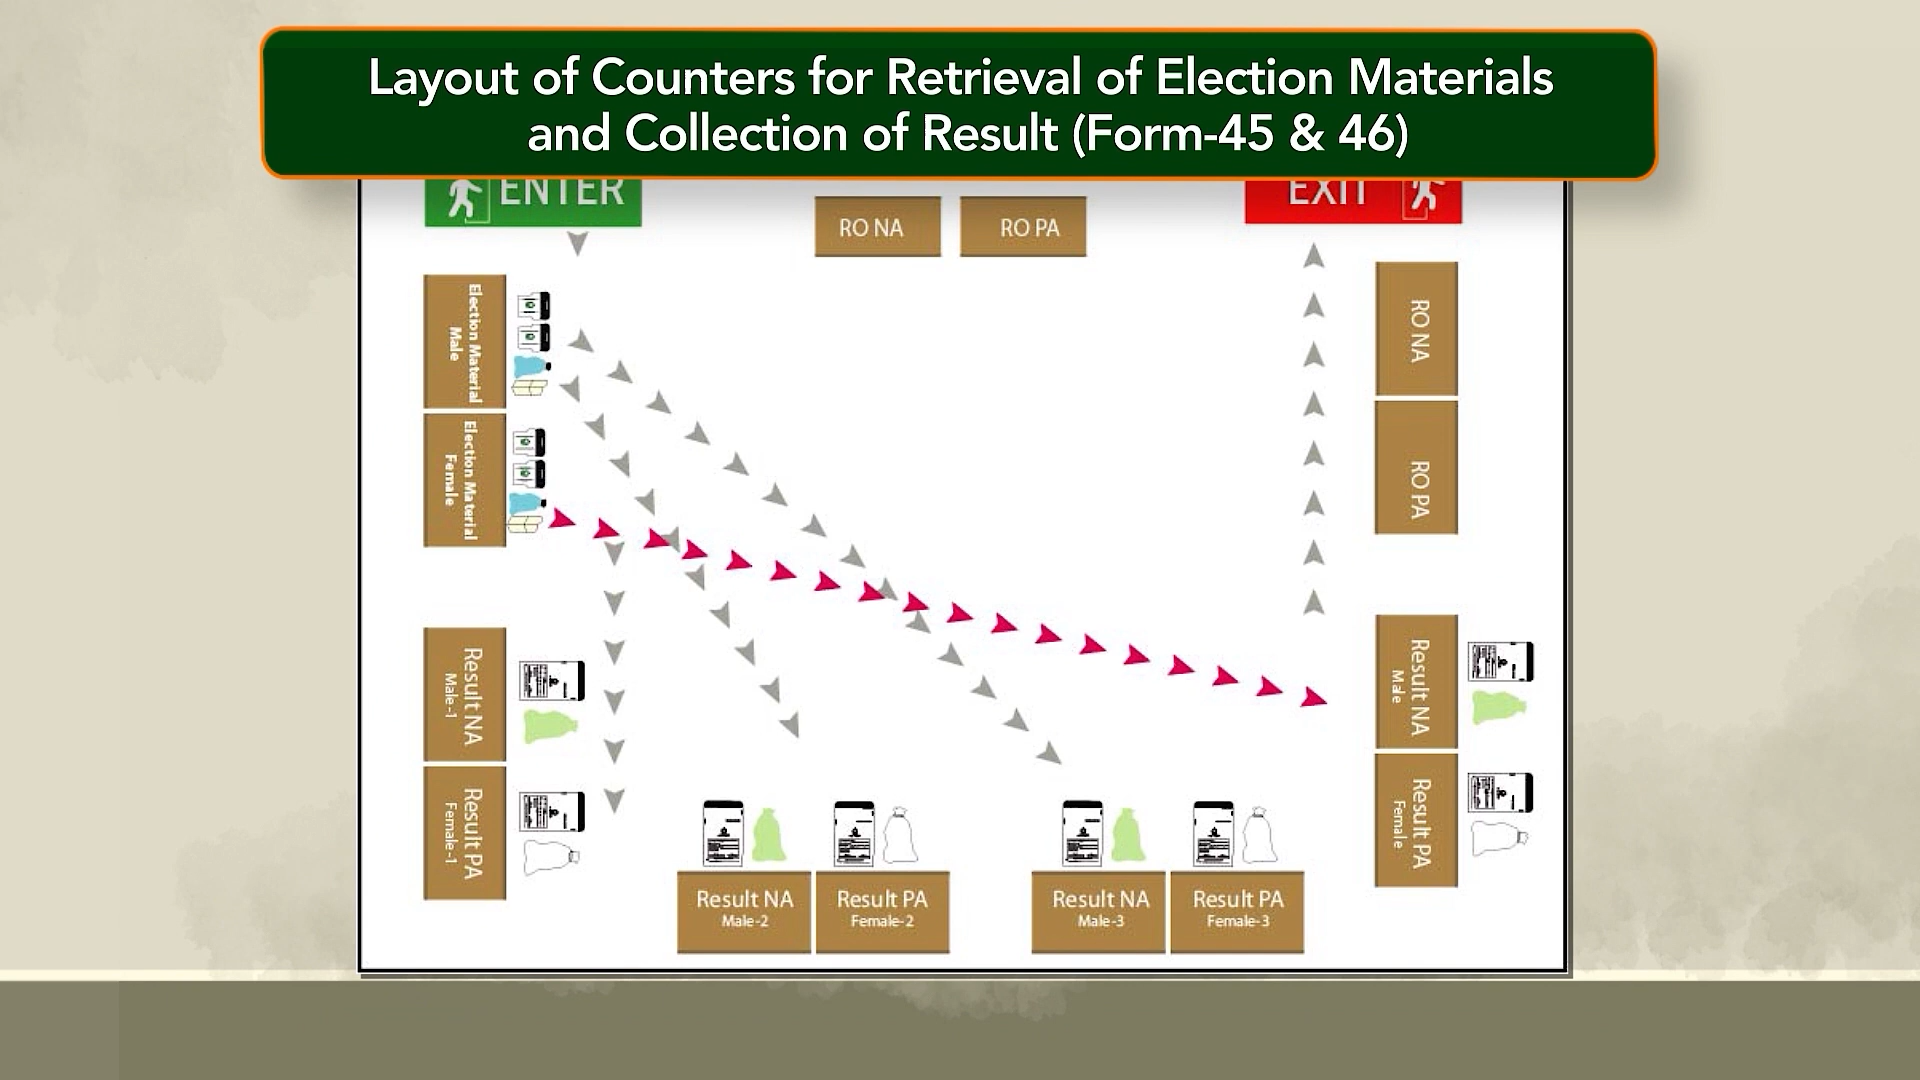 Layout of Counters for Retrieval of Election Materials
and Collection of Result (Form-45 & 46)
ENTER
EXIT
RO NA
RO PA
Election Material
Male
Election Material
Female
RO NA
RO PA
Result NA
Male-1
Result PA
Female-1
Result NA
Male
Result PA
Female
Result NA
Male-2
Result PA
Female-2
Result NA
Male-3
Result PA
Female-3